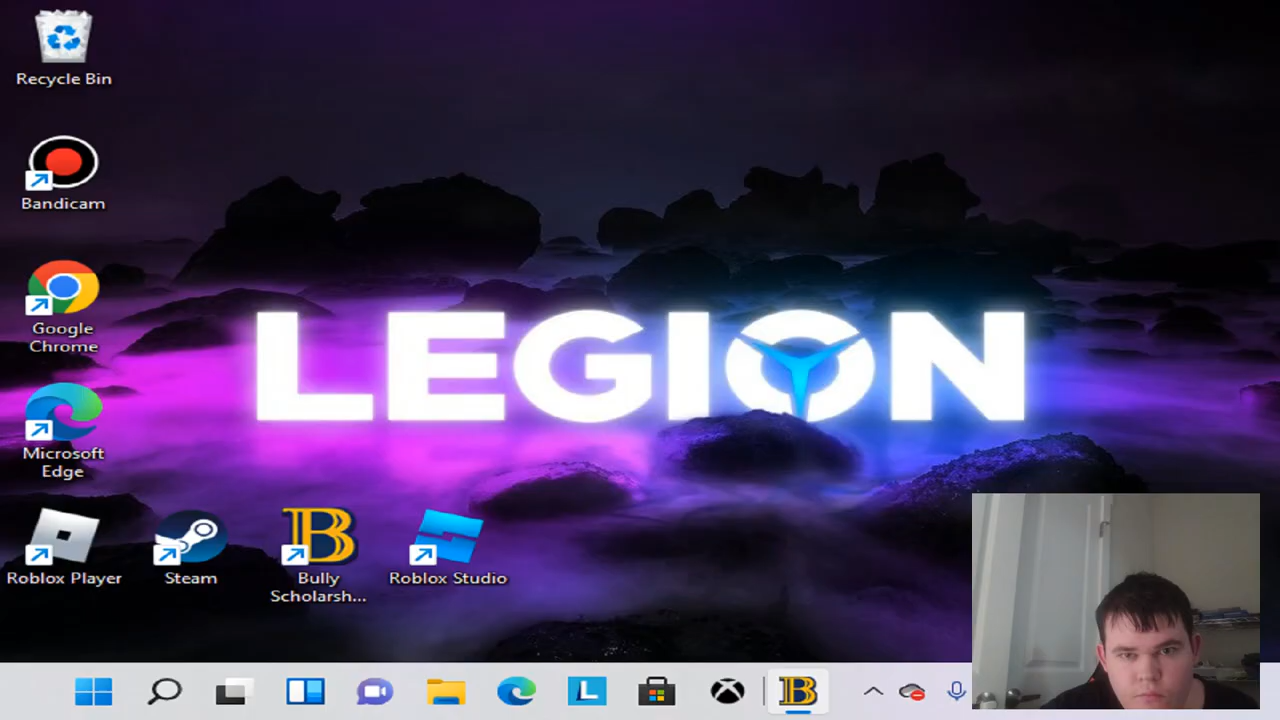 Recycle Bin
Bandicam
Google
Chrome
Microsoft
Edge
Roblox Player
Steam
Bully
Scholarsh...
Roblox Studio
LEGION